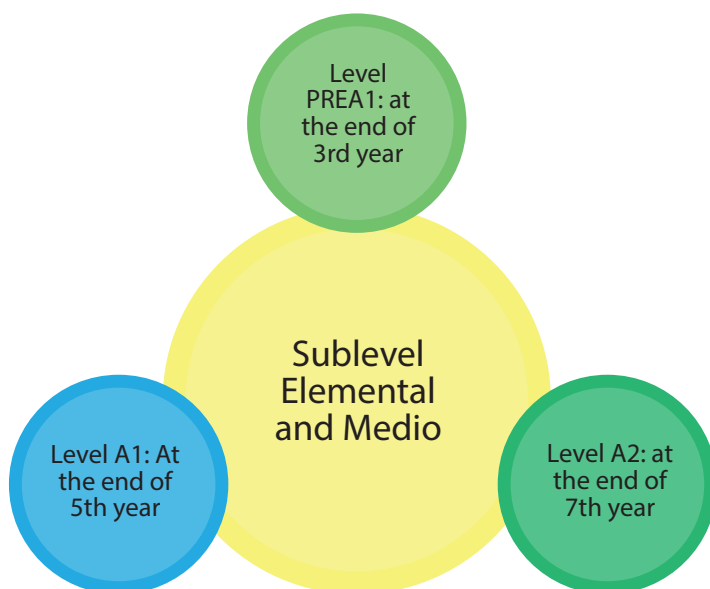 Level
PREA1: at
the end of
3rd year
Sublevel
Elemental
and Medio
Level A1: At
the end of
5th year
Level A2: at
the end of
7th year